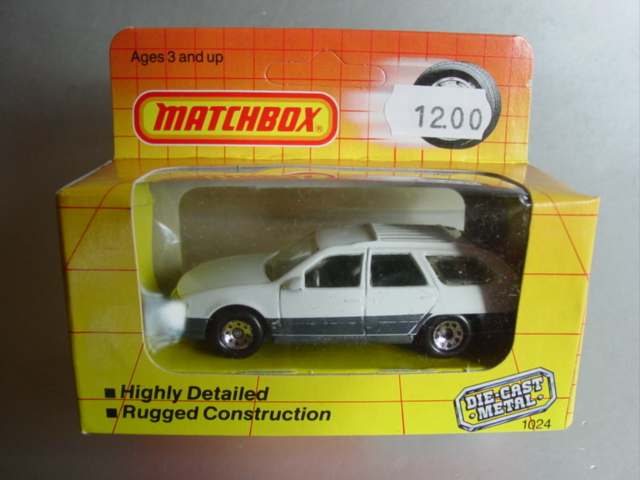 Ages 3 and up
MATCHBOX®
12.00
Highly Detailed
Rugged Construction
DIE-CAST
METAL
1024